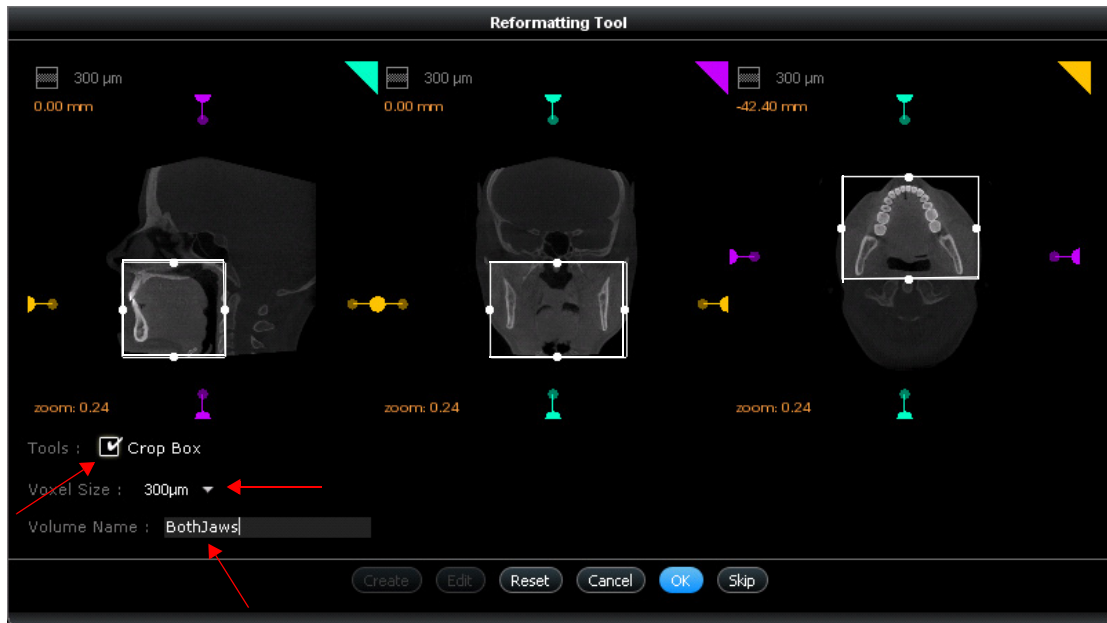 Reformatting Tool
300 µm
300 µm
300 µm
0.00 mm
0.00 mm
-42.40 mm
zoom: 0.24
zoom: 0.24
zoom: 0.24
Tools : Crop Box
Voxel Size : 300µm
Volume Name : BothJaws
Create Edit Reset Cancel OK Skip